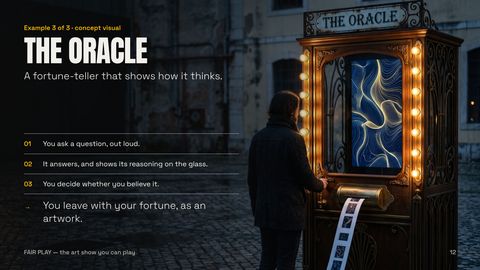 Example 3 of 3 · concept visual
THE ORACLE
A fortune-teller that shows how it thinks.
01 You ask a question, out loud.
02 It answers, and shows its reasoning on the glass.
03 You decide whether you believe it.
→ You leave with your fortune, as an
artwork.
FAIR PLAY — the art show you can play
12
THE ORACLE